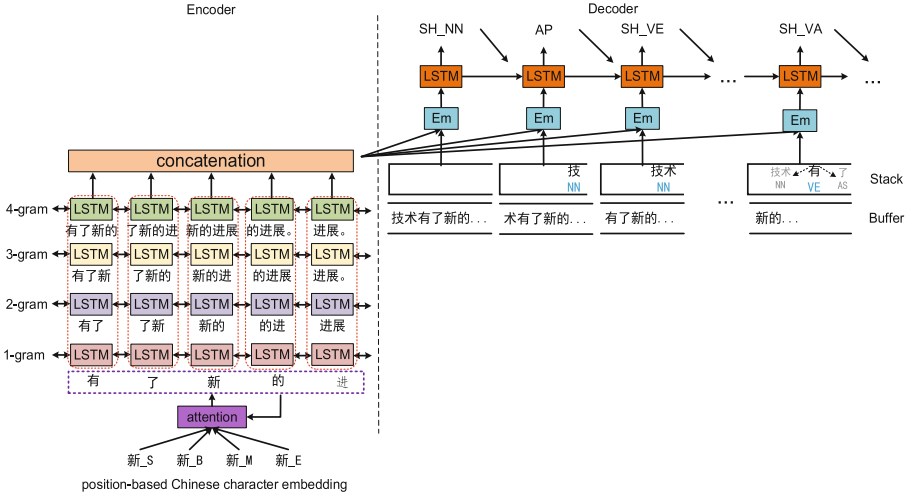 Encoder
Decoder
SH_NN AP SH_VE SH_VA
LSTM LSTM LSTM ... LSTM ...
Em Em Em Em
concatenation
技 技术 技术 有 了 Stack
NN NN NN VE AS
技术有了新的... 术有了新的... 有了新的... ... 新的... Buffer
4-gram LSTM LSTM LSTM LSTM LSTM
有了新的 了新的进 新的进展 的进展。 进展。
3-gram LSTM LSTM LSTM LSTM LSTM
有了新 了新的 新的进 的进展 进展。
2-gram LSTM LSTM LSTM LSTM LSTM
有了 了新 新的 的进 进展
1-gram LSTM LSTM LSTM LSTM LSTM
有 了 新 的 进
attention
新_S 新_B 新_M 新_E
position-based Chinese character embedding